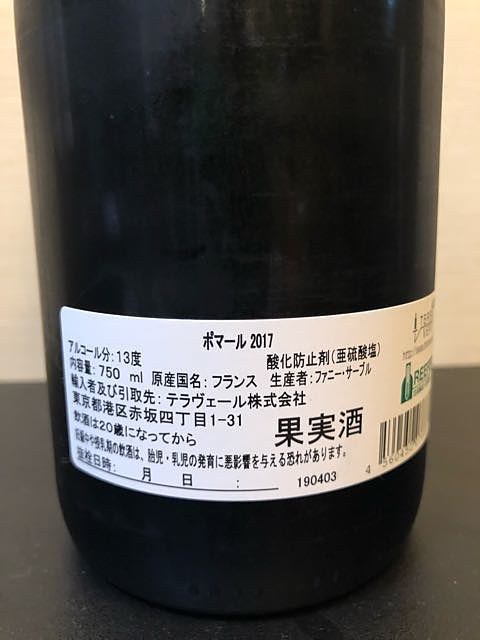 ポマール 2017
アルコール分:13度 酸化防止剤(亜硫酸塩)
内容量:750 ml 原産国名:フランス 生産者:ファニー・サーブル
輸入者及び引取先:テラヴェール株式会社
東京都港区赤坂四丁目1-31
飲酒は20歳になってから
果実酒
妊娠中や授乳期の飲酒は、胎児・乳児の発育に悪影響を与える恐れがあります。
抜栓日時: 月 日 :
190403